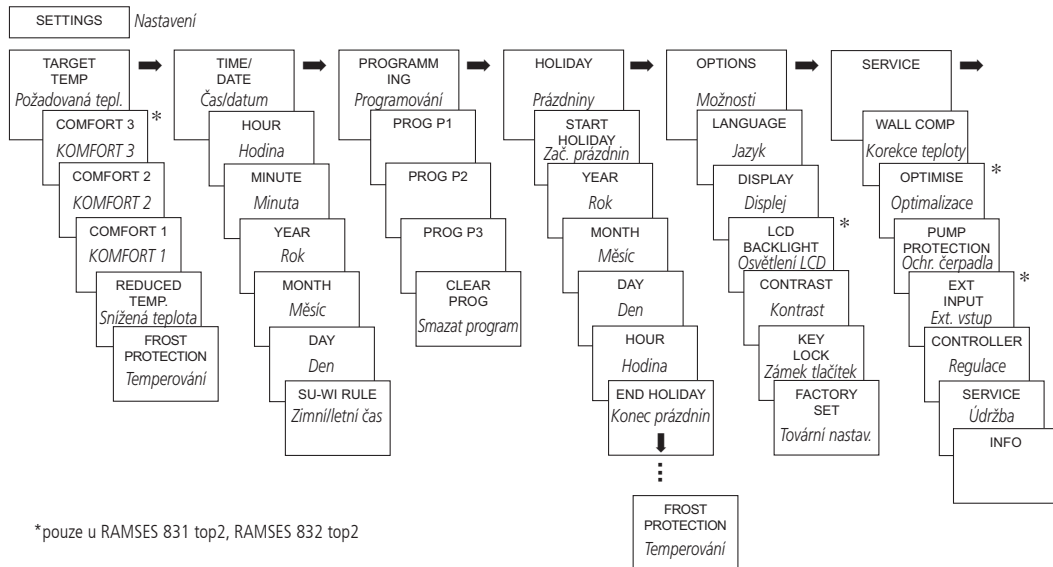 SETTINGS
Nastavení
TARGET
TEMP
Požadovaná tepl.
COMFORT 3
*
KOMFORT 3
COMFORT 2
KOMFORT 2
COMFORT 1
KOMFORT 1
REDUCED
TEMP.
Snížená teplota
FROST
PROTECTION
Temperování
TIME/
DATE
Čas/datum
HOUR
Hodina
MINUTE
Minuta
YEAR
Rok
MONTH
Měsíc
DAY
Den
SU-WI RULE
Zimní/letní čas
PROGRAMM
ING
Programování
PROG P1
PROG P2
PROG P3
CLEAR
PROG
Smazat program
HOLIDAY
Prázdniny
START
HOLIDAY
Zač. prázdnin
YEAR
Rok
MONTH
Měsíc
DAY
Den
HOUR
Hodina
END HOLIDAY
Konec prázdnin
FROST
PROTECTION
Temperování
OPTIONS
Možnosti
LANGUAGE
Jazyk
DISPLAY
Displej
LCD
*
BACKLIGHT
Osvětlení LCD
CONTRAST
Kontrast
KEY
LOCK
Zámek tlačítek
FACTORY
SET
Tovární nastav.
SERVICE
WALL COMP
Korekce teploty
OPTIMISE
*
Optimalizace
PUMP
PROTECTION
Ochr. čerpadla
EXT
*
INPUT
Ext. vstup
CONTROLLER
Regulace
SERVICE
Údržba
INFO
*pouze u RAMSES 831 top2, RAMSES 832 top2